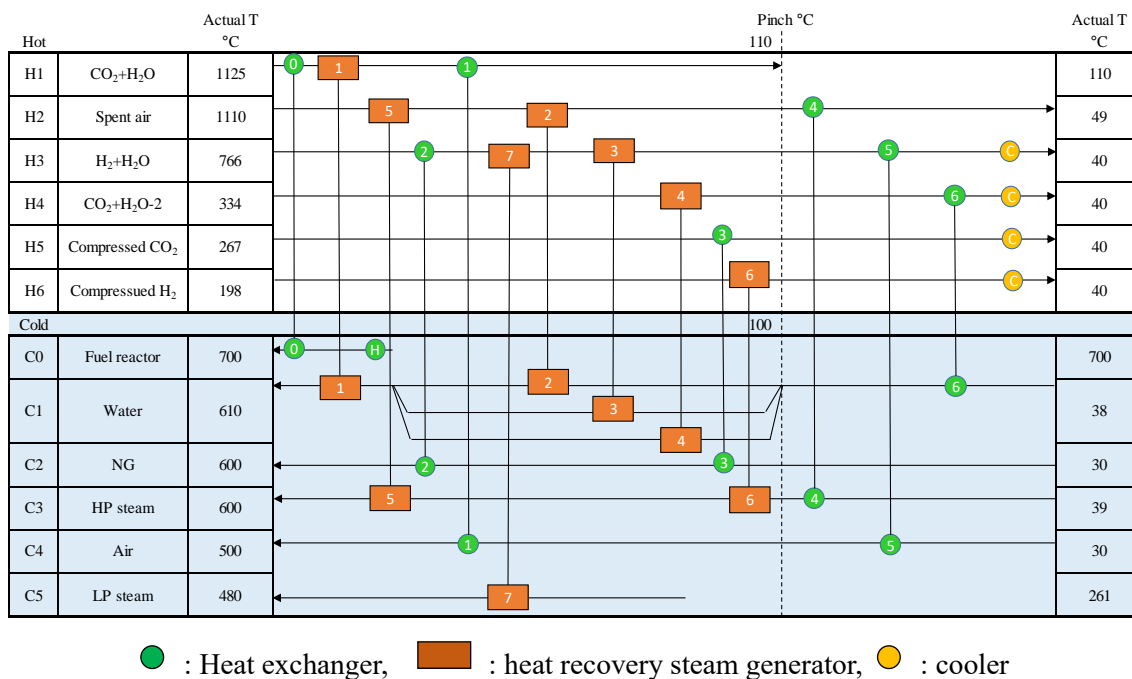 Actual T Pinch °C Actual T
Hot °C 110 °C
H1 CO₂+H₂O 1125 0 1 1 110
H2 Spent air 1110 5 2 4 49
H3 H₂+H₂O 766 2 7 3 5 C 40
H4 CO₂+H₂O-2 334 4 6 C 40
H5 Compressed CO₂ 267 3 C 40
H6 Compressued H₂ 198 6 C 40
Cold 100
C0 Fuel reactor 700 0 H 700
C1 Water 610 1 2 3 4 6 38
C2 NG 600 2 3 30
C3 HP steam 600 5 6 4 39
C4 Air 500 1 5 30
C5 LP steam 480 7 261
: Heat exchanger, : heat recovery steam generator, : cooler